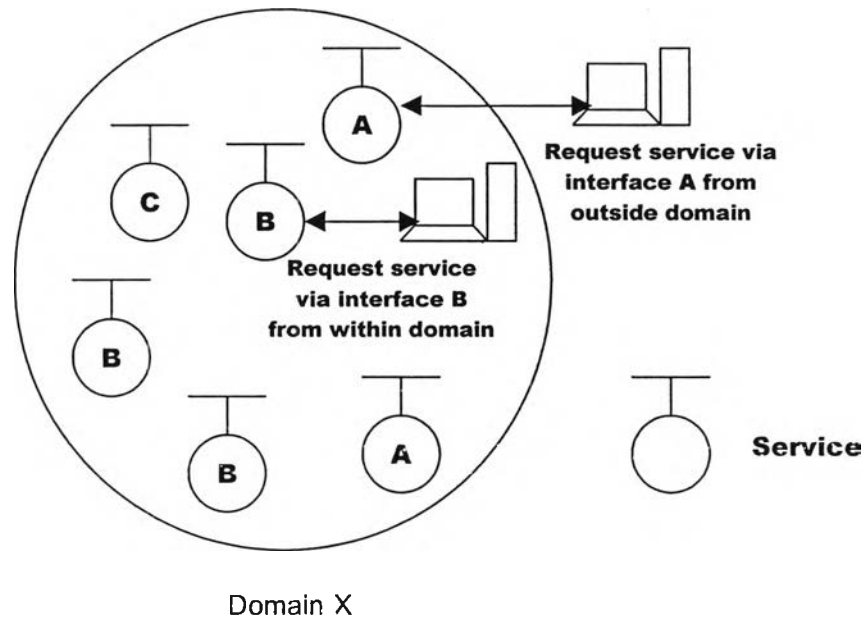 A
Request service via
interface A from
outside domain
C
B
Request service
via interface B
from within domain
B
B
A
Service
Domain X